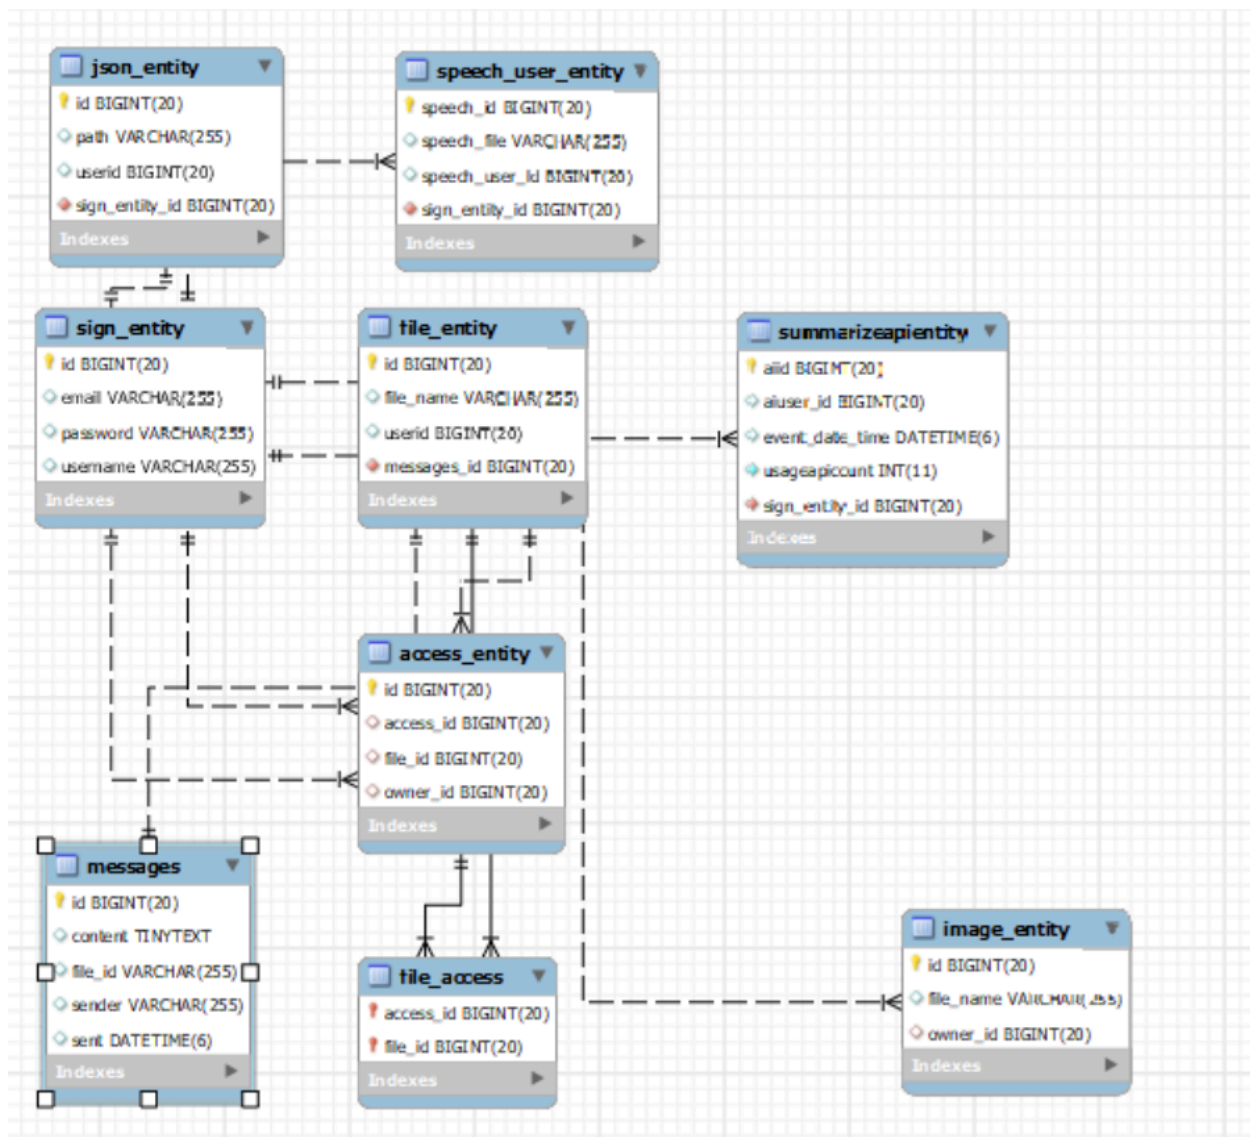 json_entity
id BIGINT(20)
path VARCHAR(255)
userid BIGINT(20)
sign_entity_id BIGINT(20)
Indexes
speech_user_entity
speech_id BIGINT(20)
speech_file VARCHAR(255)
speech_user_id BIGINT(20)
sign_entity_id BIGINT(20)
Indexes
sign_entity
id BIGINT(20)
email VARCHAR(255)
password VARCHAR(255)
username VARCHAR(255)
Indexes
file_entity
id BIGINT(20)
file_name VARCHAR(255)
userid BIGINT(20)
messages_id BIGINT(20)
Indexes
summarizeapientity
aiid BIGINT(20)
aiuser_id BIGINT(20)
event_date_time DATETIME(6)
usageapiccount INT(11)
sign_entity_id BIGINT(20)
Indexes
access_entity
id BIGINT(20)
access_id BIGINT(20)
file_id BIGINT(20)
owner_id BIGINT(20)
Indexes
messages
id BIGINT(20)
content TINYTEXT
file_id VARCHAR(255)
sender VARCHAR(255)
sent DATETIME(6)
Indexes
file_access
access_id BIGINT(20)
file_id BIGINT(20)
Indexes
image_entity
id BIGINT(20)
file_name VARCHAR(255)
owner_id BIGINT(20)
Indexes